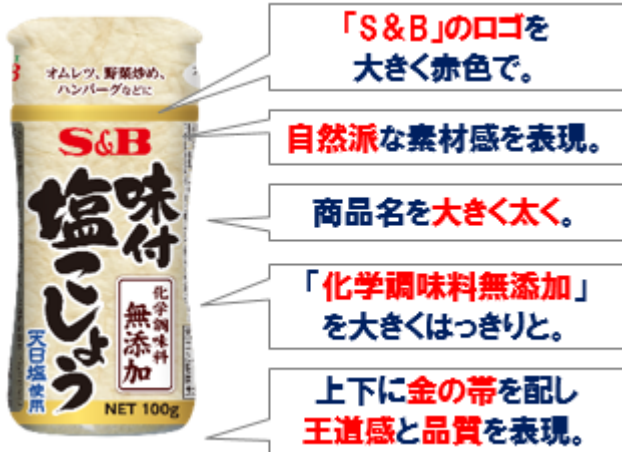 オムレツ、野菜炒め、
ハンバーグなどに
S&B
味付
塩こしょう
化学調味料
無添加
天日塩使用
NET 100g
「S&B」のロゴを
大きく赤色で。
自然派な素材感を表現。
商品名を大きく太く。
「化学調味料無添加」
を大きくはっきりと。
上下に金の帯を配し
王道感と品質を表現。